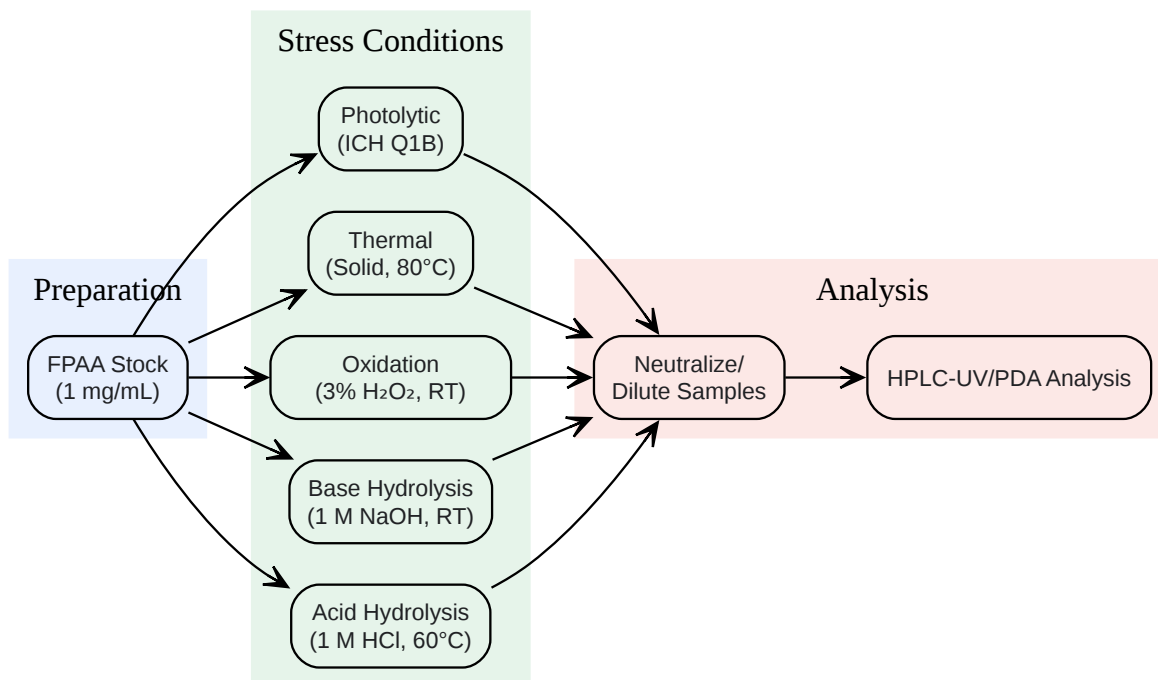 Stress Conditions
Photolytic
(ICH Q1B)
Thermal
(Solid, 80°C)
Preparation
FPAA Stock
(1 mg/mL)
Oxidation
(3% H₂O₂, RT)
Base Hydrolysis
(1 M NaOH, RT)
Acid Hydrolysis
(1 M HCl, 60°C)
Analysis
Neutralize/
Dilute Samples
HPLC-UV/PDA Analysis